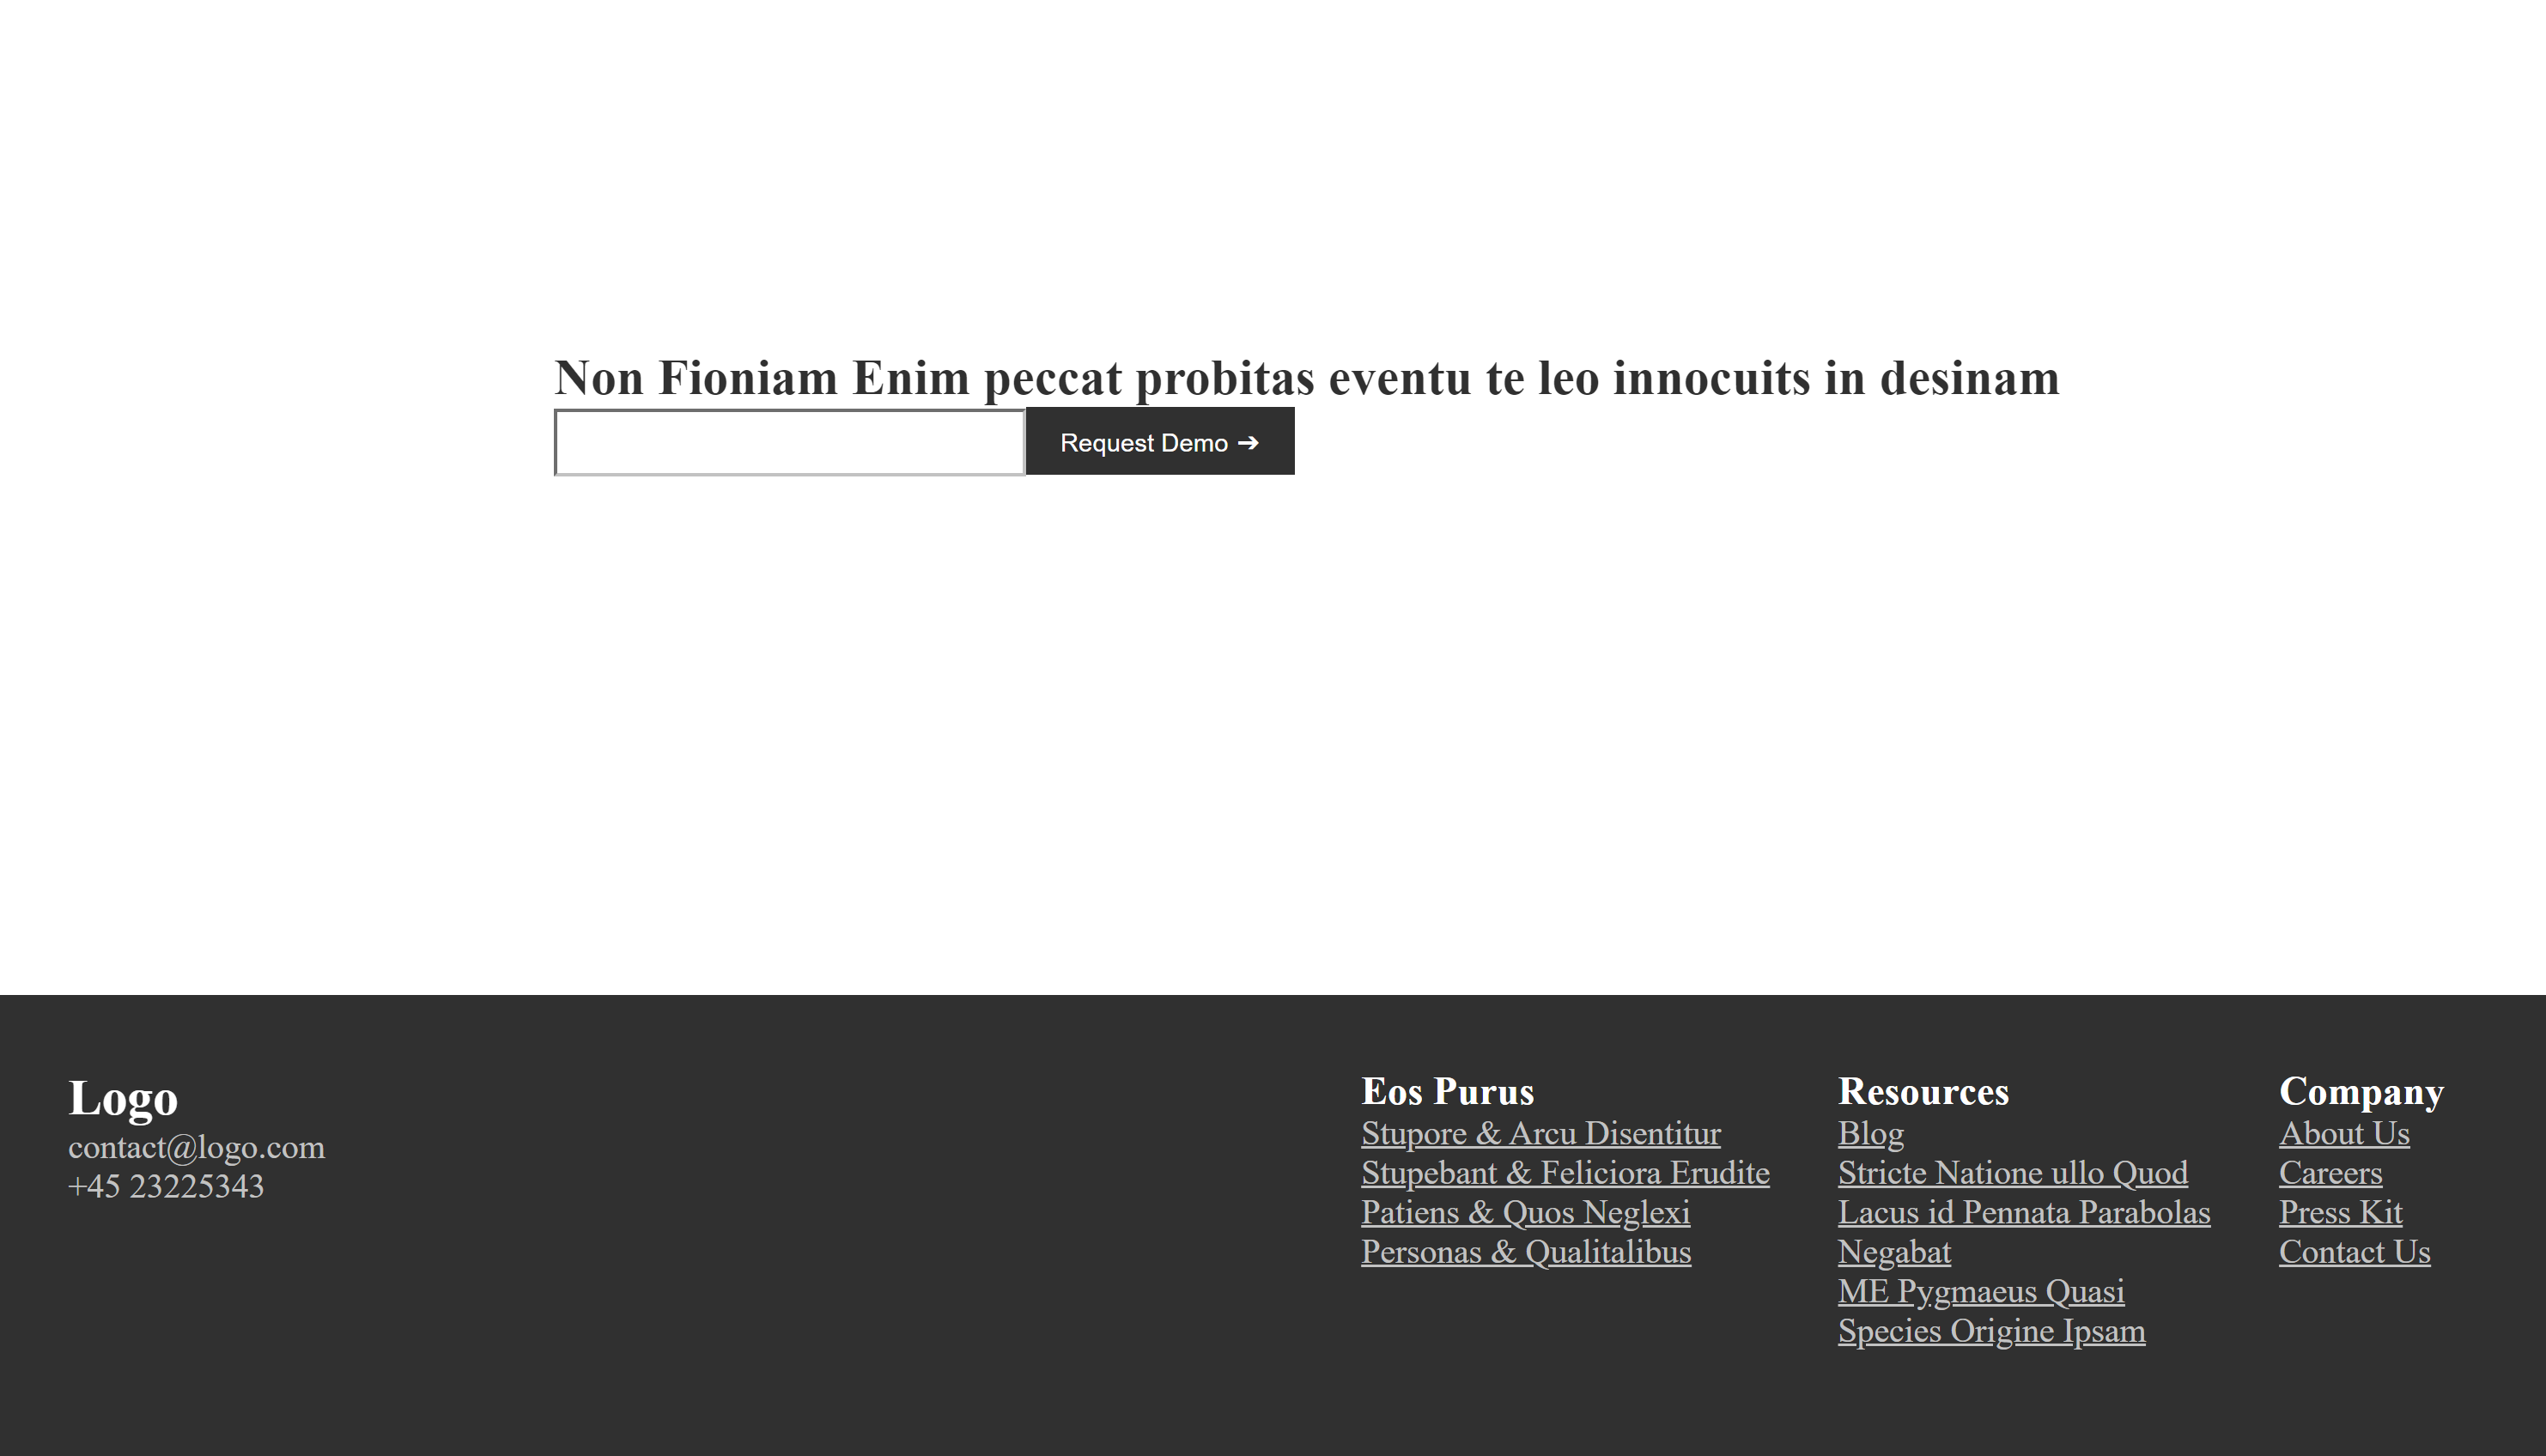 Non Fioniam Enim peccat probitas eventu te leo innocuits in desinam
Request Demo ➔
Logo
contact@logo.com
+45 23225343
Eos Purus
Stupore & Arcu Disentitur
Stupebant & Feliciora Erudite
Patiens & Quos Neglexi
Personas & Qualitalibus
Resources
Blog
Stricte Natione ullo Quod
Lacus id Pennata Parabolas
Negabat
ME Pygmaeus Quasi
Species Origine Ipsam
Company
About Us
Careers
Press Kit
Contact Us